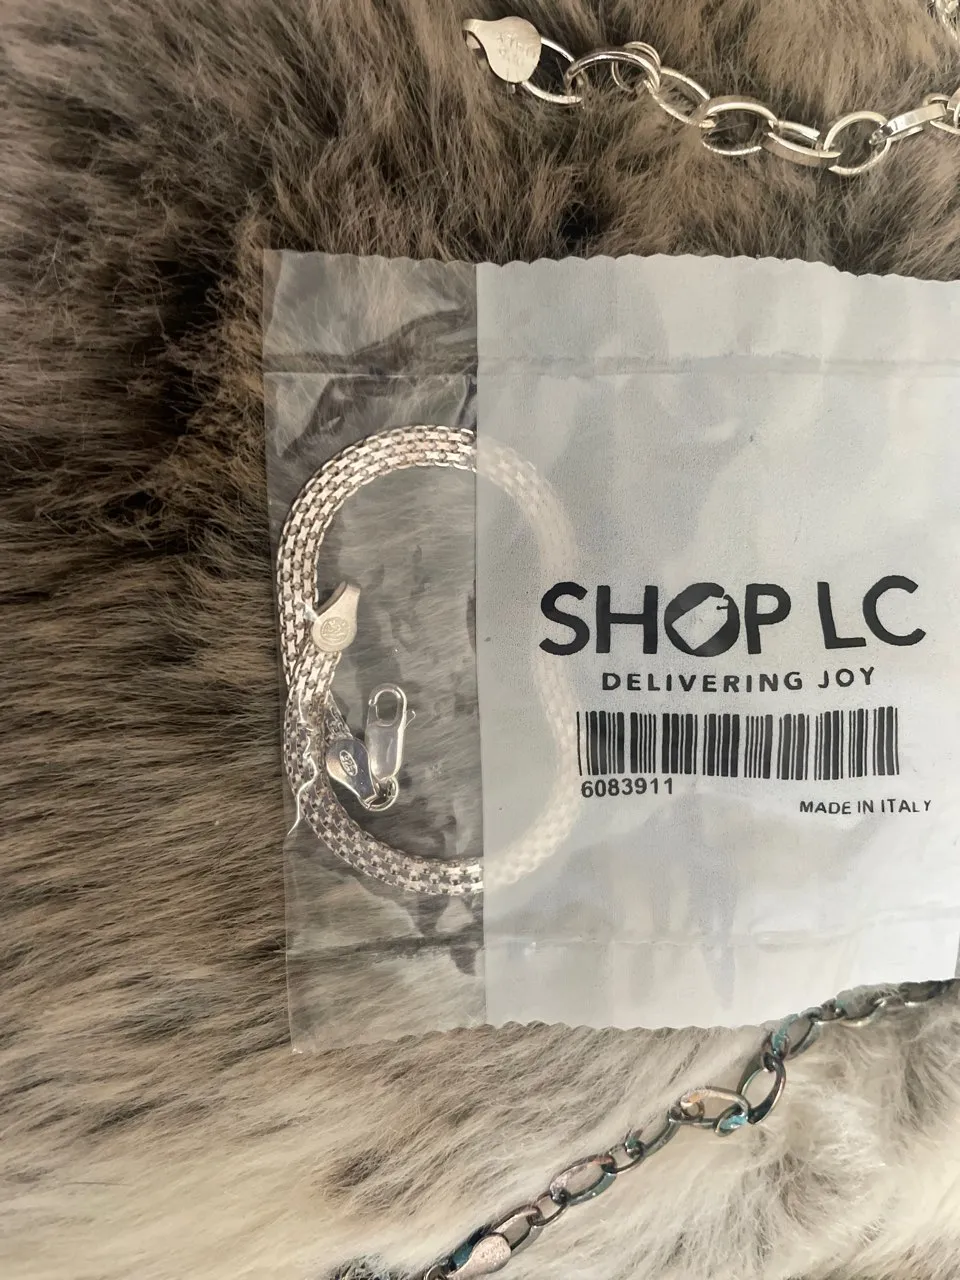 SHOP LC
DELIVERING JOY
6083911
MADE IN ITALY